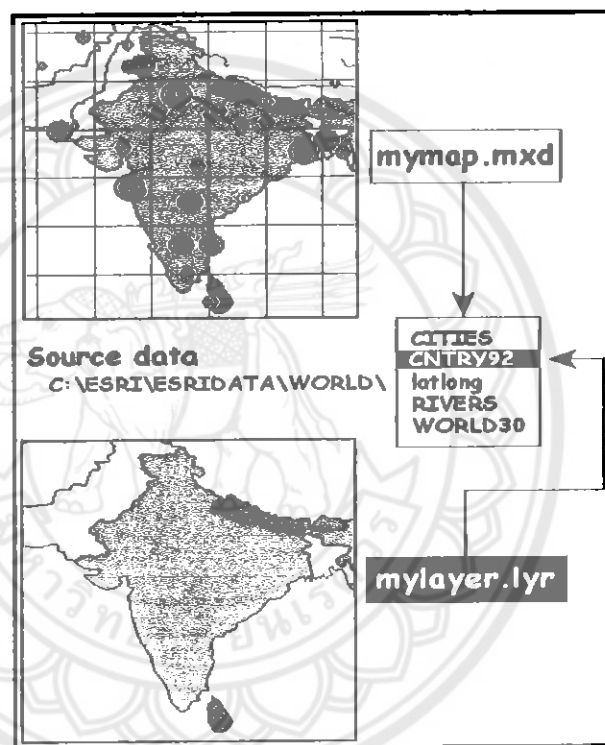 mymap.mxd
CITIES
CNTRY92
latlong
RIVERS
WORLD30
Source data
C:\ESRI\ESRIDATA\WORLD\
mylayer.lyr